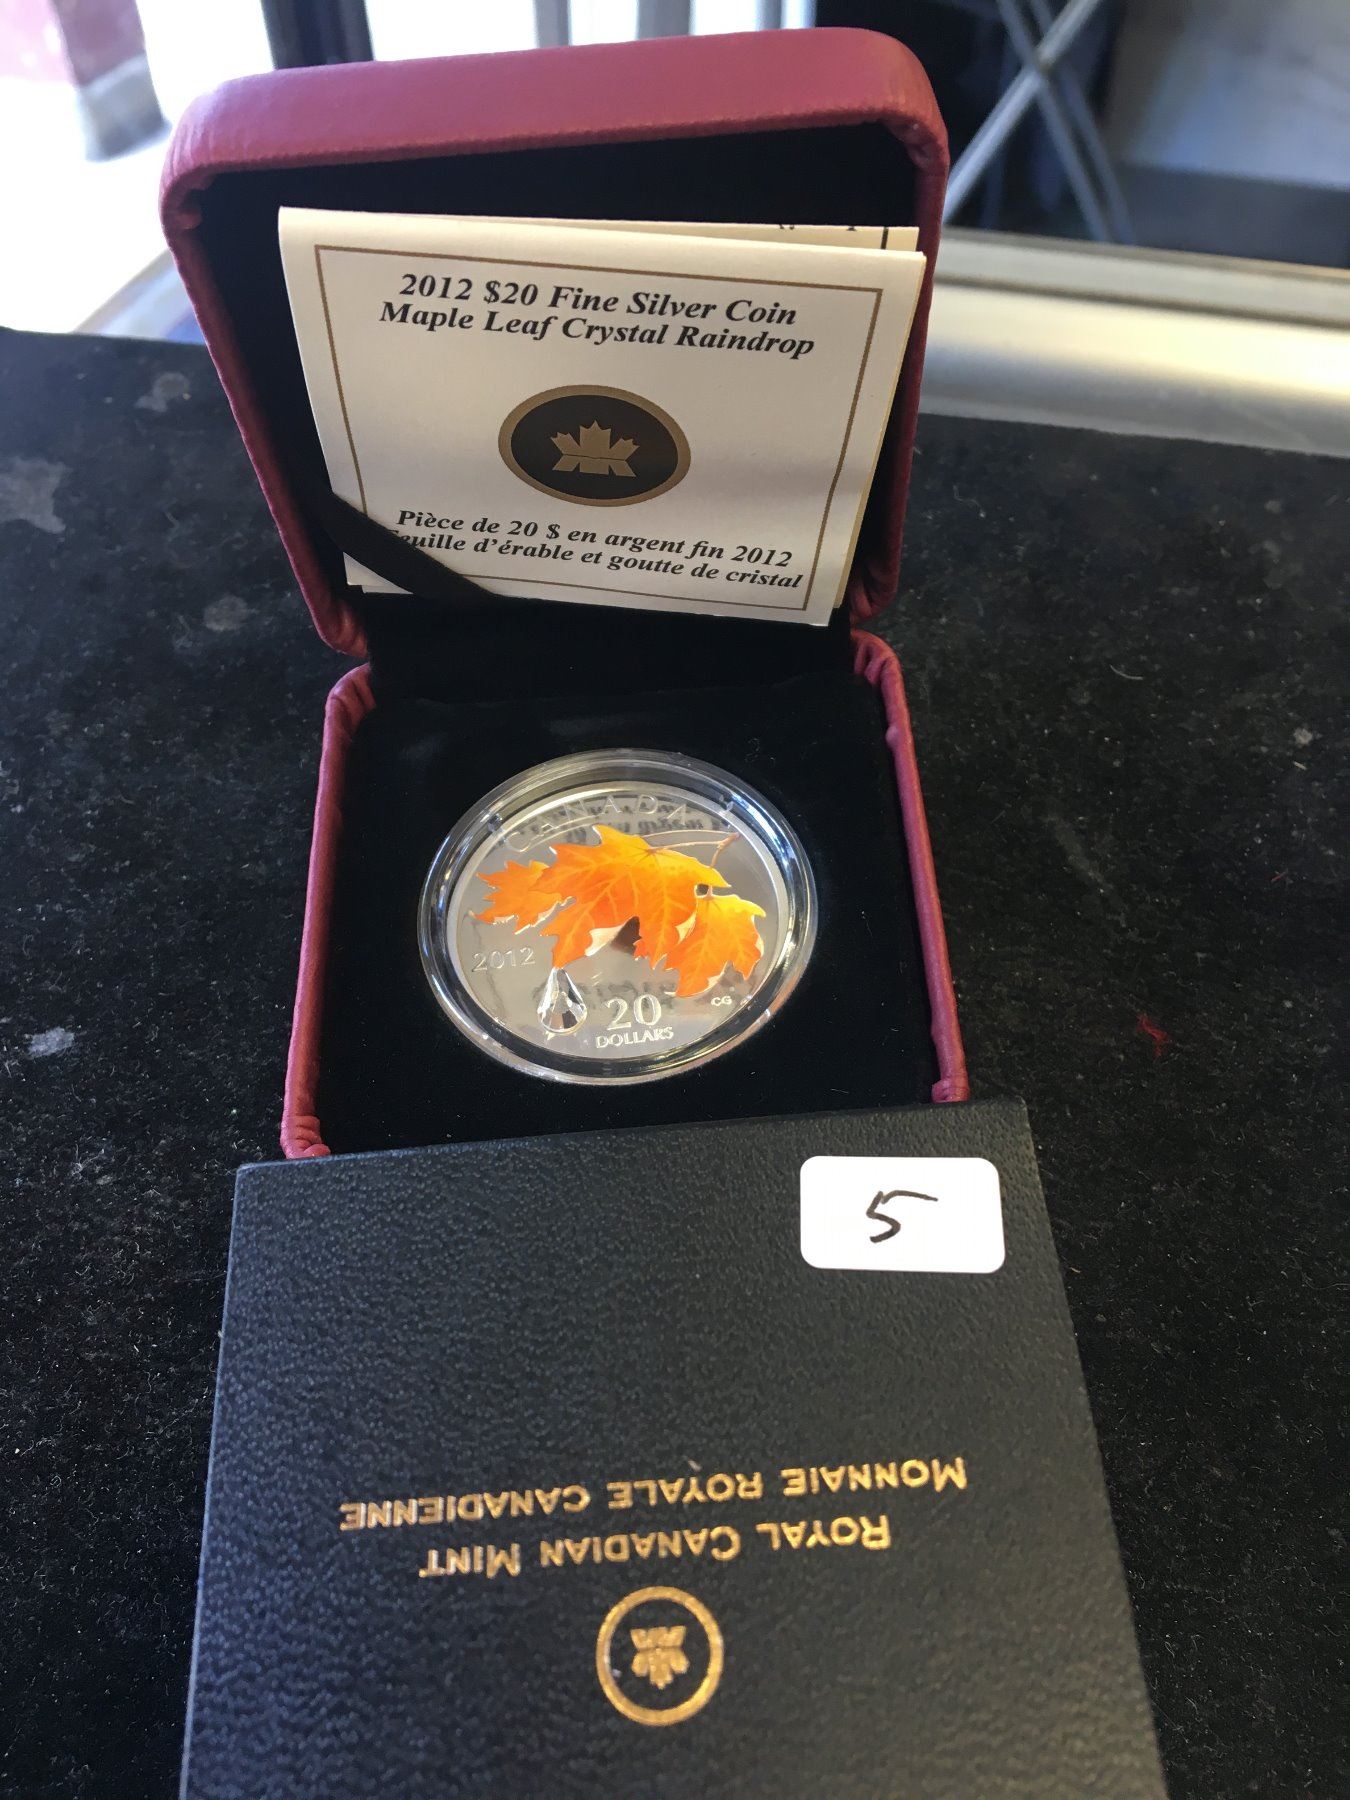 2012 $20 Fine Silver Coin
Maple Leaf Crystal Raindrop
Pièce de 20 $ en argent fin 2012
Feuille d'érable et goutte de cristal
CANADA
2012
20
DOLLARS
CG
5
ROYAL CANADIAN MINT
MONNAIE ROYALE CANADIENNE